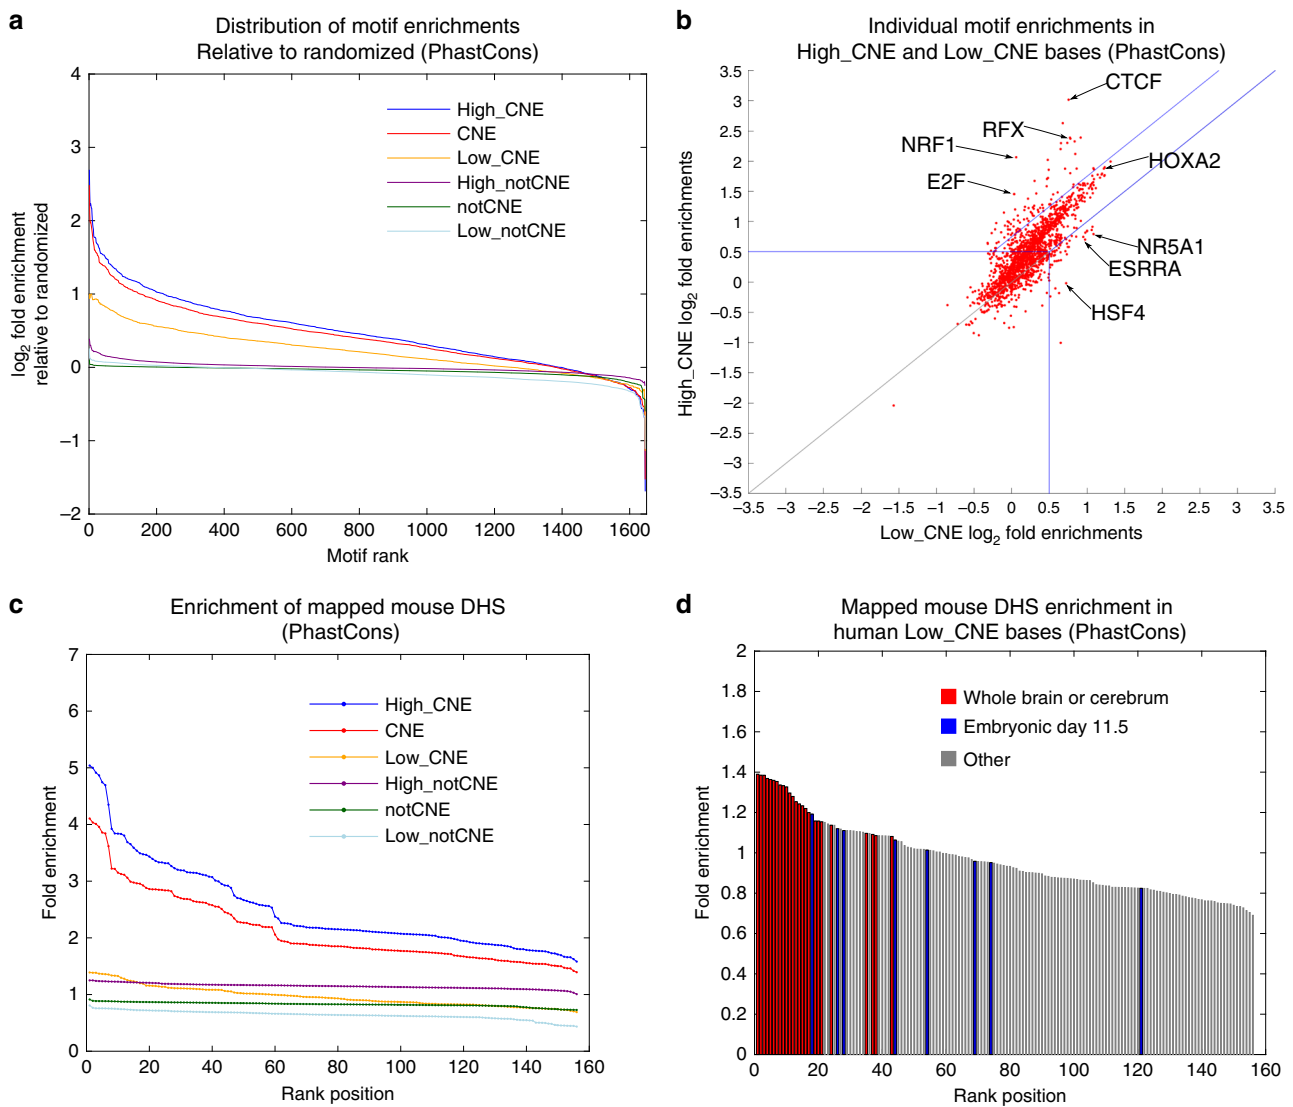 a
Distribution of motif enrichments
Relative to randomized (PhastCons)
4
3
2
1
0
−1
−2
log2 fold enrichment
relative to randomized
High_CNE
CNE
Low_CNE
High_notCNE
notCNE
Low_notCNE
0 200 400 600 800 1000 1200 1400 1600
Motif rank
b
Individual motif enrichments in
High_CNE and Low_CNE bases (PhastCons)
3.5
3
2.5
2
1.5
1
0.5
0
−0.5
−1
−1.5
−2
−2.5
−3
−3.5
High_CNE log2 fold enrichments
CTCF
RFX
NRF1
HOXA2
E2F
NR5A1
ESRRA
HSF4
−3.5 −3 −2.5 −2 −1.5 −1 −0.5 0 0.5 1 1.5 2 2.5 3 3.5
Low_CNE log2 fold enrichments
c
Enrichment of mapped mouse DHS
(PhastCons)
7
6
5
4
3
2
1
0
Fold enrichment
High_CNE
CNE
Low_CNE
High_notCNE
notCNE
Low_notCNE
0 20 40 60 80 100 120 140 160
Rank position
d
Mapped mouse DHS enrichment in
human Low_CNE bases (PhastCons)
2
1.8
1.6
1.4
1.2
1
0.8
0.6
0.4
0.2
0
Fold enrichment
Whole brain or cerebrum
Embryonic day 11.5
Other
0 20 40 60 80 100 120 140 160
Rank position